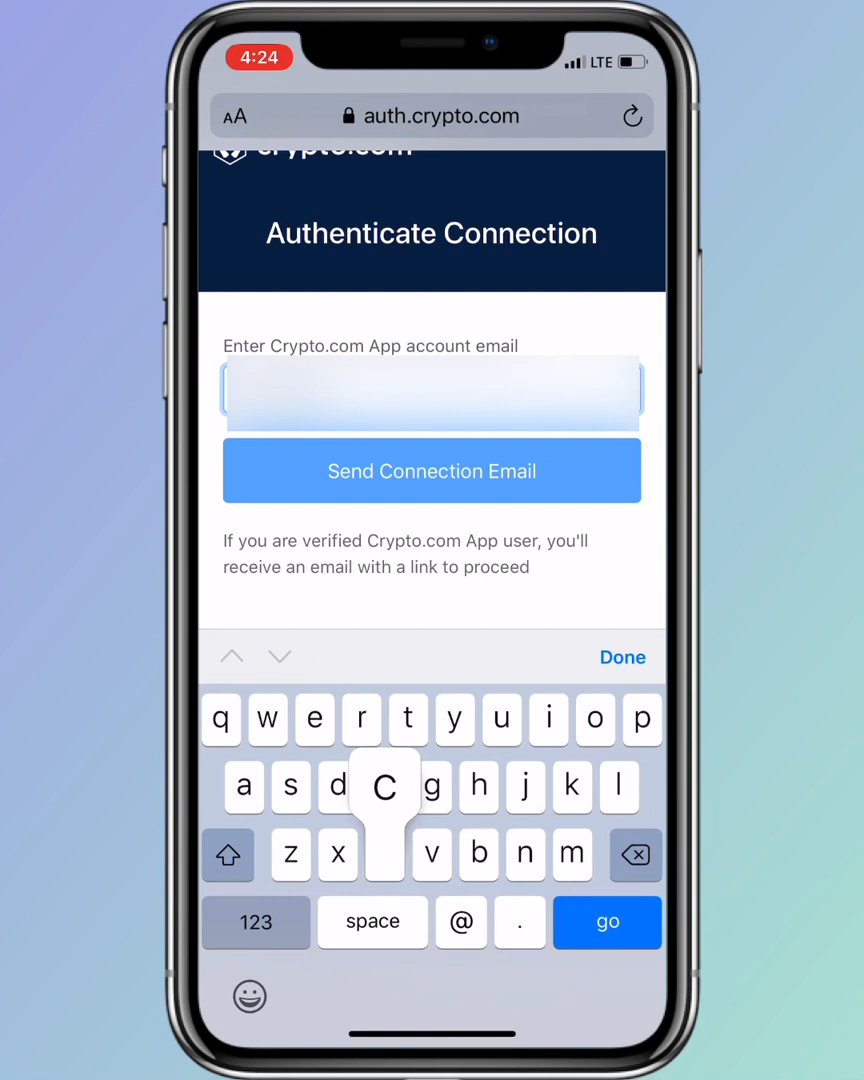 4:24
LTE
AA
auth.crypto.com
crypto.com
Authenticate Connection
Enter Crypto.com App account email
Send Connection Email
If you are verified Crypto.com App user, you'll
receive an email with a link to proceed
Done
q w e r t y u i o p
a s d C g h j k l
z x v b n m
123 space @ . go